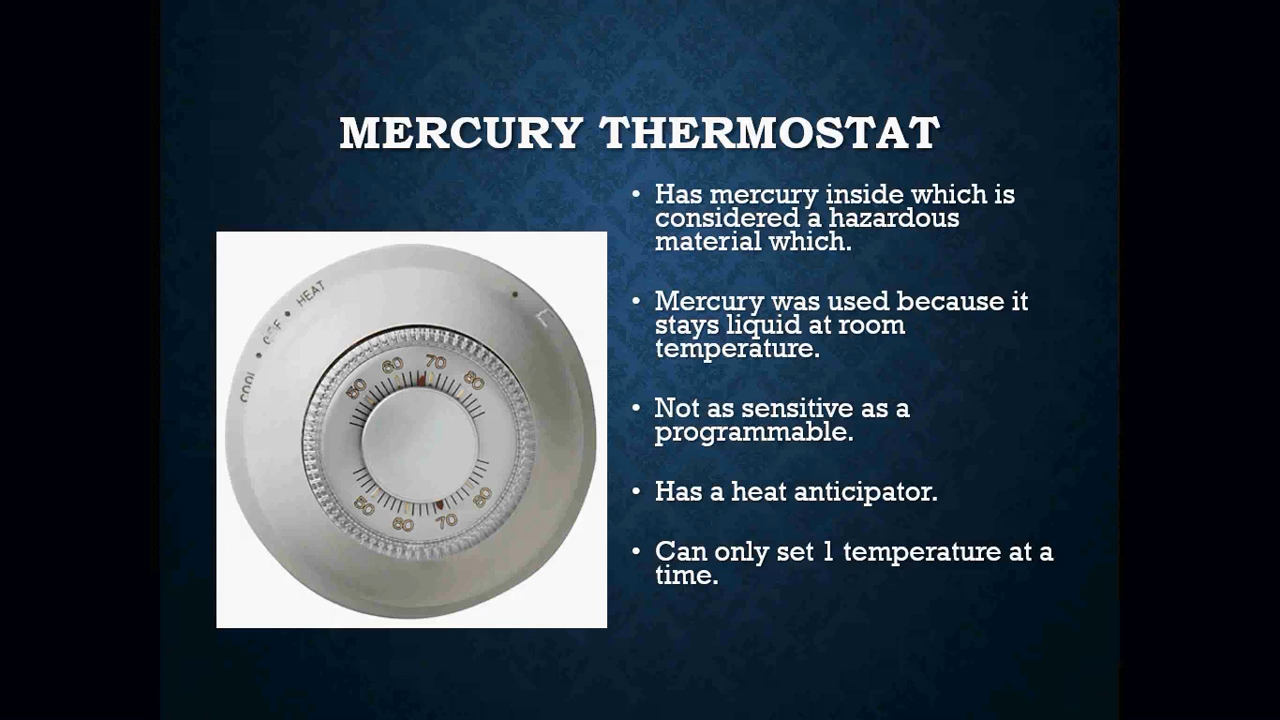 MERCURY THERMOSTAT
• Has mercury inside which is
considered a hazardous
material which.
• Mercury was used because it
stays liquid at room
temperature.
• Not as sensitive as a
programmable.
• Has a heat anticipator.
• Can only set 1 temperature at a
time.
COOL • OFF • HEAT
50 60 70 80
50 60 70 80